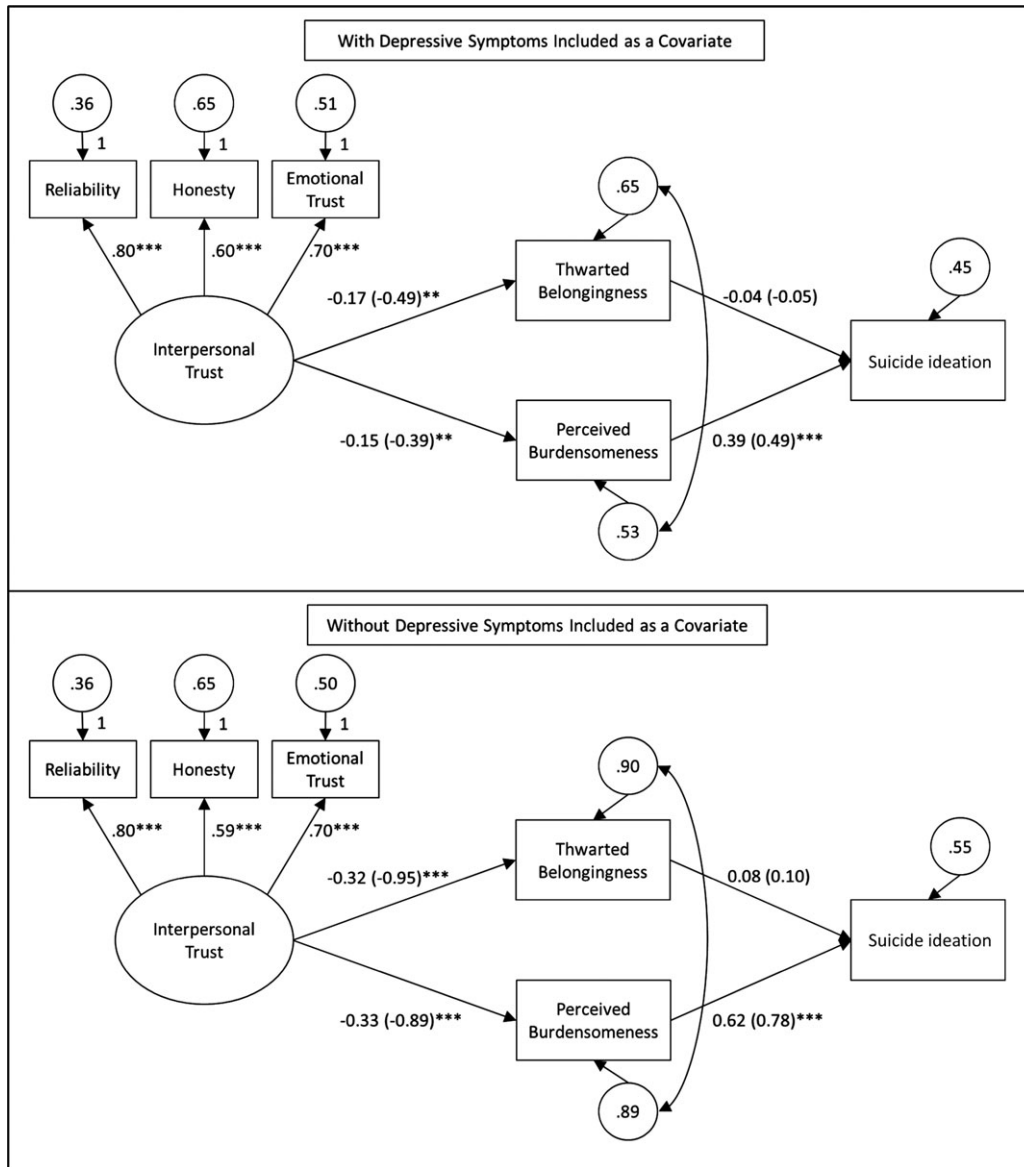 With Depressive Symptoms Included as a Covariate
.36
.65
.51
1
1
1
Reliability
Honesty
Emotional
Trust
.80***
.60***
.70***
Interpersonal
Trust
-0.17 (-0.49)**
-0.15 (-0.39)**
.65
Thwarted
Belongingness
Perceived
Burdensomeness
.53
-0.04 (-0.05)
0.39 (0.49)***
.45
Suicide ideation
Without Depressive Symptoms Included as a Covariate
.36
.65
.50
1
1
1
Reliability
Honesty
Emotional
Trust
.80***
.59***
.70***
Interpersonal
Trust
-0.32 (-0.95)***
-0.33 (-0.89)***
.90
Thwarted
Belongingness
Perceived
Burdensomeness
.89
0.08 (0.10)
0.62 (0.78)***
.55
Suicide ideation